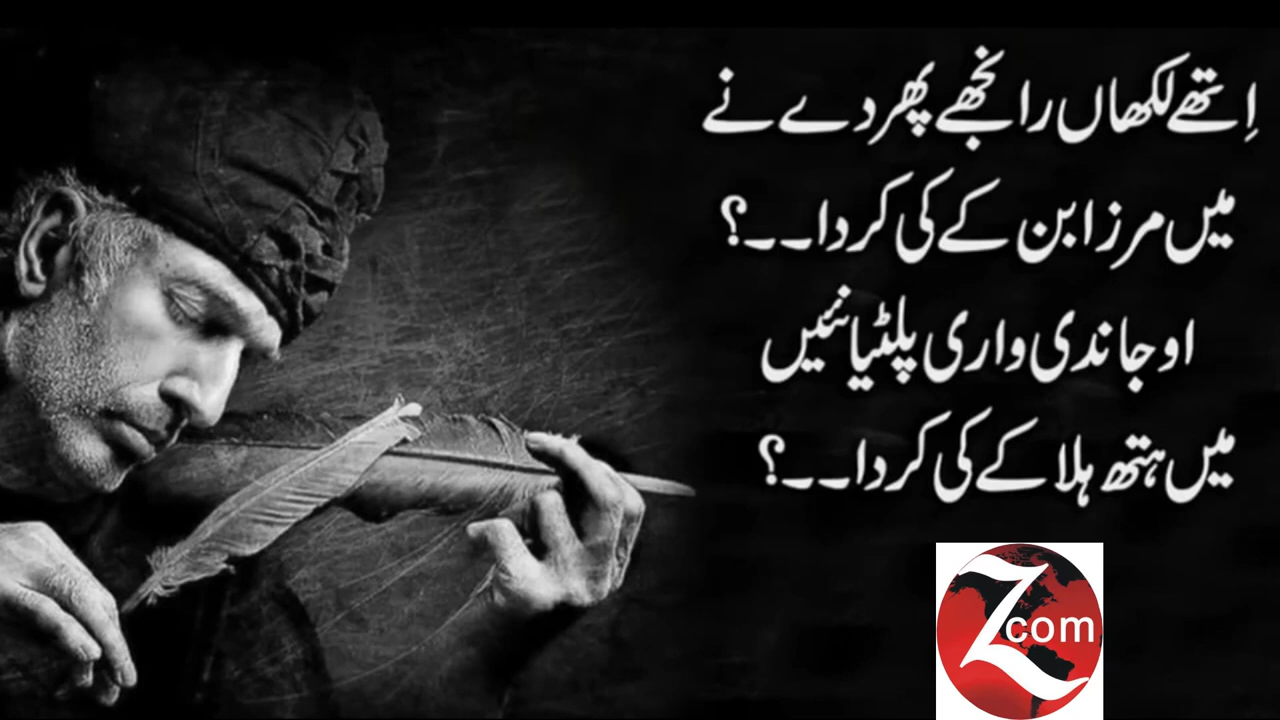 اِتھے لکھاں رانجھے پھردے نے
میں مرزا بن کے کی کردا۔۔؟
او جاندی واری پلٹیا نئیں
میں ہتھ ہلا کے کی کردا۔۔؟
Zcom